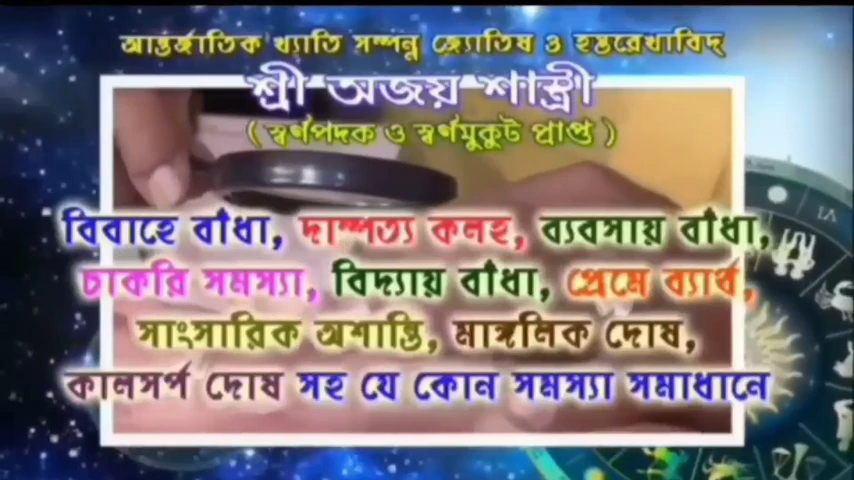 আন্তর্জাতিক খ্যাতি সম্পন্ন জ্যোতিষ ও হস্তরেখাবিদ্
শ্রী অজয় শাস্ত্রী
( স্বর্ণপদক ও স্বর্ণমুকুট প্রাপ্ত )
বিবাহে বাঁধা, দাম্পত্য কলহ, ব্যবসায় বাঁধা,
চাকরি সমস্যা, বিদ্যায় বাঁধা, প্রেমে ব্যার্থ,
সাংসারিক অশান্তি, মাঙ্গলিক দোষ,
কালসর্প দোষ সহ যে কোন সমস্যা সমাধানে